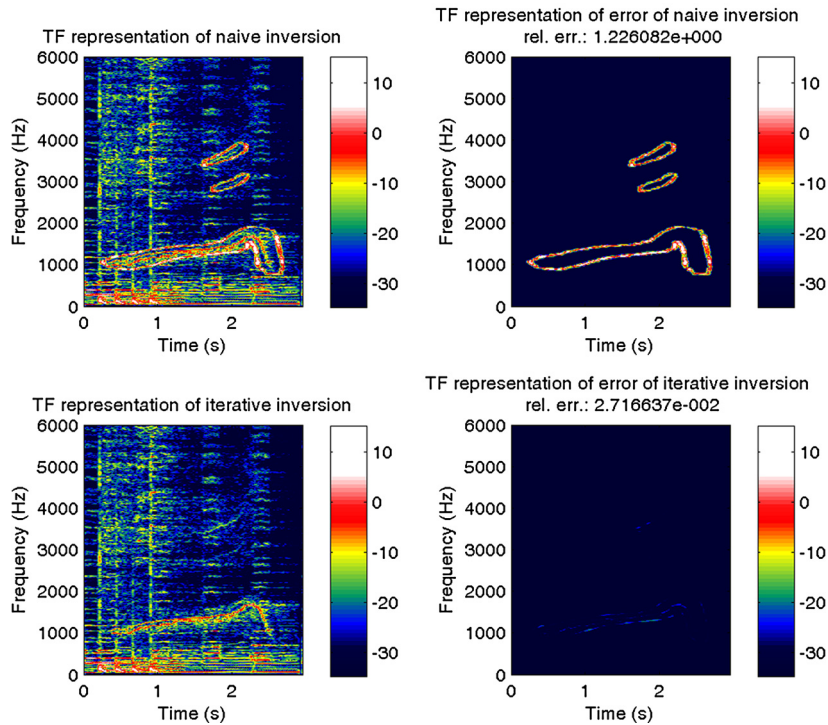 TF representation of naive inversion
6000
5000
4000
3000
2000
1000
0
Frequency (Hz)
0 1 2
Time (s)
10
0
-10
-20
-30
TF representation of error of naive inversion
rel. err.: 1.226082e+000
6000
5000
4000
3000
2000
1000
0
Frequency (Hz)
0 1 2
Time (s)
10
0
-10
-20
-30
TF representation of iterative inversion
6000
5000
4000
3000
2000
1000
0
Frequency (Hz)
0 1 2
Time (s)
10
0
-10
-20
-30
TF representation of error of iterative inversion
rel. err.: 2.716637e-002
6000
5000
4000
3000
2000
1000
0
Frequency (Hz)
0 1 2
Time (s)
10
0
-10
-20
-30